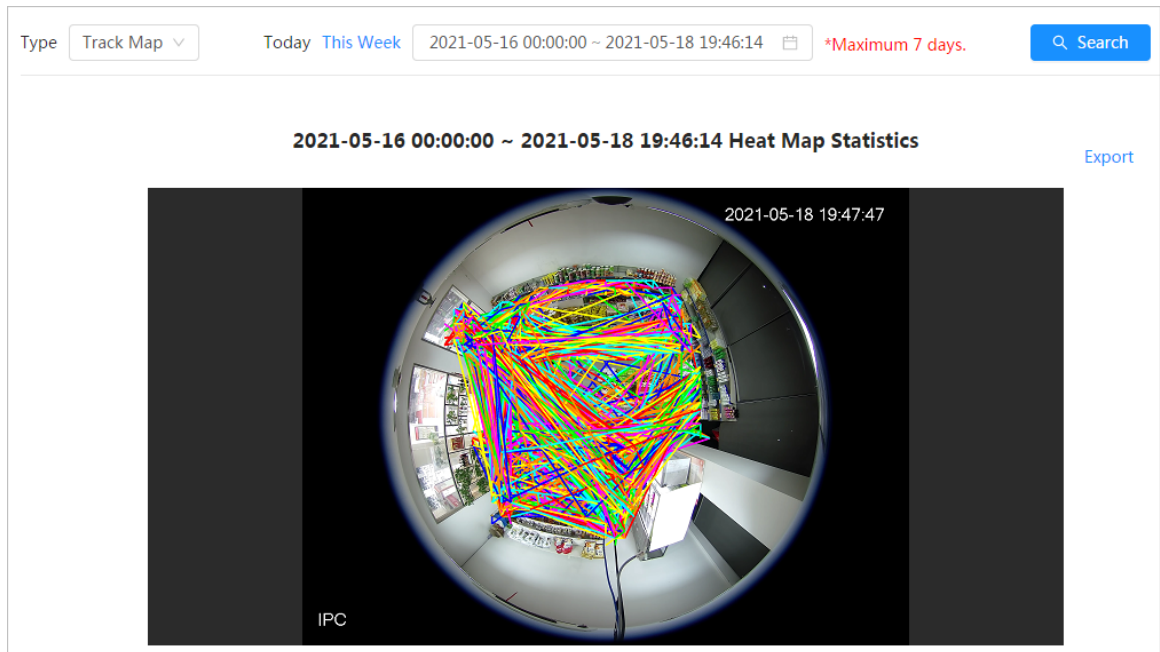 Type Track Map Today This Week 2021-05-16 00:00:00 ~ 2021-05-18 19:46:14 *Maximum 7 days. Search
2021-05-16 00:00:00 ~ 2021-05-18 19:46:14 Heat Map Statistics
Export
2021-05-18 19:47:47
IPC